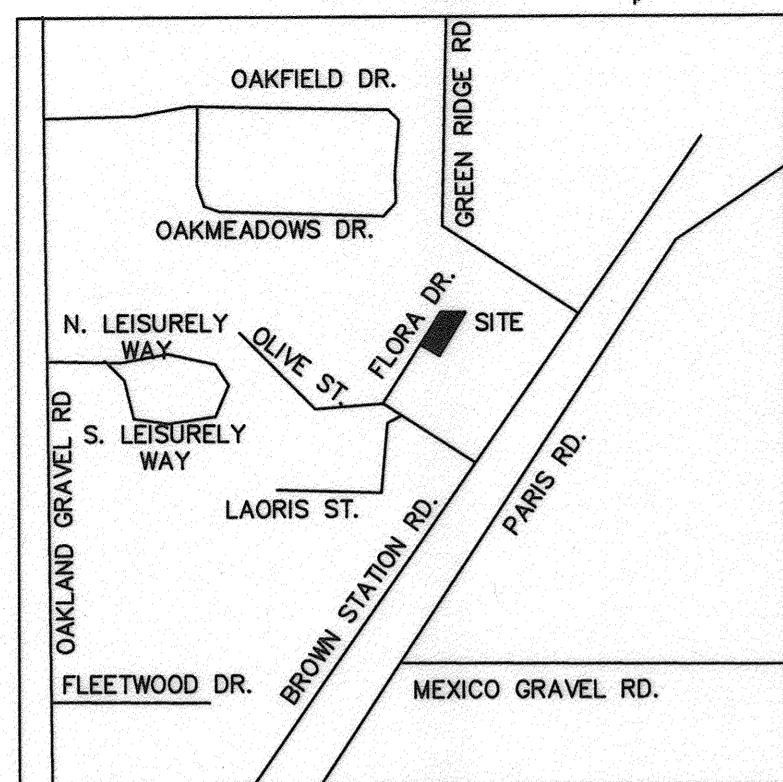 OAKFIELD DR.
GREEN RIDGE RD
OAKMEADOWS DR.
FLORA DR.
SITE
N. LEISURELY
WAY
OLIVE ST.
S. LEISURELY
WAY
OAKLAND GRAVEL RD
LAORIS ST.
PARIS RD.
BROWN STATION RD.
FLEETWOOD DR.
MEXICO GRAVEL RD.